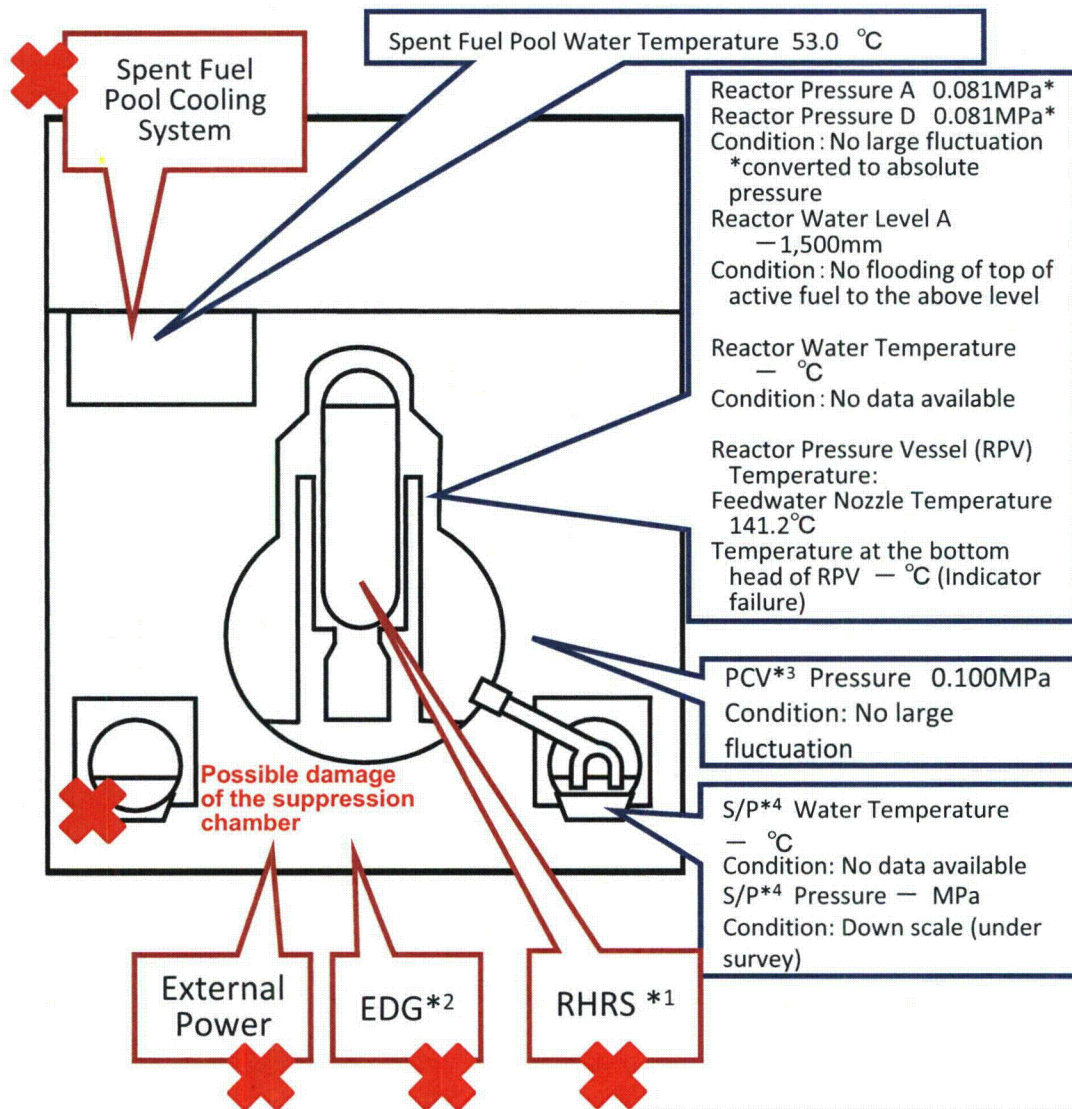 Spent Fuel
Pool Cooling
System
Spent Fuel Pool Water Temperature 53.0 ℃
Reactor Pressure A 0.081MPa*
Reactor Pressure D 0.081MPa*
Condition : No large fluctuation
*converted to absolute
pressure
Reactor Water Level A
－1,500mm
Condition : No flooding of top of
active fuel to the above level
Reactor Water Temperature
－ ℃
Condition : No data available
Reactor Pressure Vessel (RPV)
Temperature:
Feedwater Nozzle Temperature
141.2℃
Temperature at the bottom
head of RPV － ℃ (Indicator
failure)
PCV*3 Pressure 0.100MPa
Condition: No large
fluctuation
Possible damage
of the suppression
chamber
S/P*4 Water Temperature
－ ℃
Condition: No data available
S/P*4 Pressure － MPa
Condition: Down scale (under
survey)
External
Power
EDG*2
RHRS *1